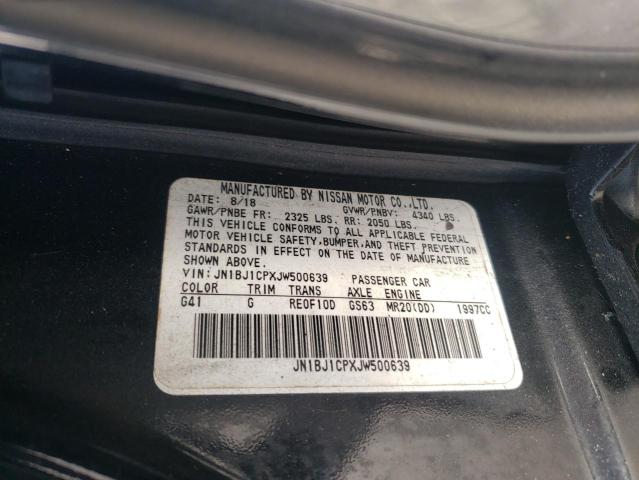 MANUFACTURED BY NISSAN MOTOR CO.,LTD.
DATE: 8/18 GVWR/PNBV: 4340 LBS.
GAWR/PNBE FR: 2325 LBS. RR: 2050 LBS.
THIS VEHICLE CONFORMS TO ALL APPLICABLE FEDERAL
MOTOR VEHICLE SAFETY,BUMPER,AND THEFT PREVENTION
STANDARDS IN EFFECT ON THE DATE OF MANUFACTURE
SHOWN ABOVE.
VIN:JN1BJ1CPXJW500639 PASSENGER CAR
COLOR TRIM TRANS AXLE ENGINE
G41 G RE0F10D GS63 MR20(DD) 1997CC
JN1BJ1CPXJW500639